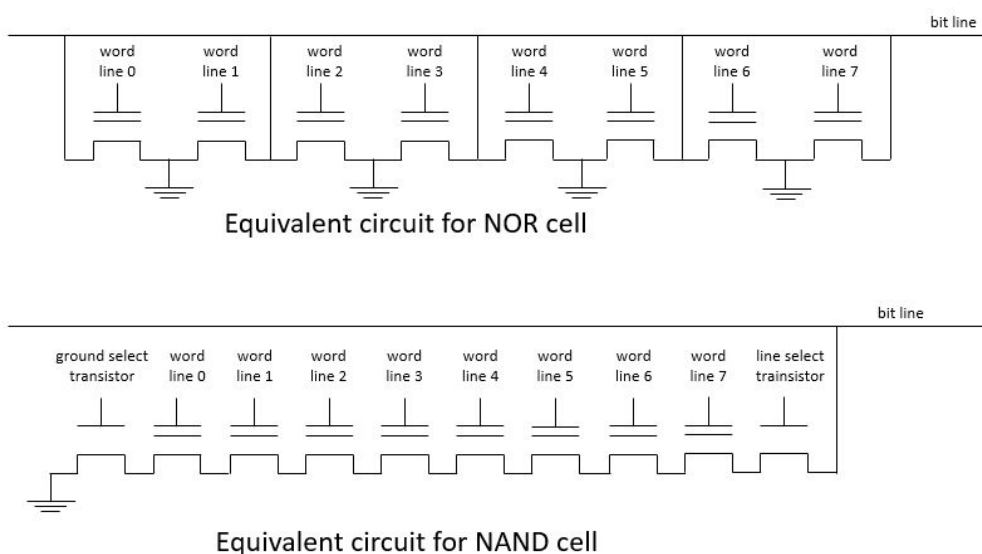 bit line
word word word word word word word word
line 0 line 1 line 2 line 3 line 4 line 5 line 6 line 7
Equivalent circuit for NOR cell
bit line
ground select word word word word word word word word line select
transistor line 0 line 1 line 2 line 3 line 4 line 5 line 6 line 7 trainsistor
Equivalent circuit for NAND cell